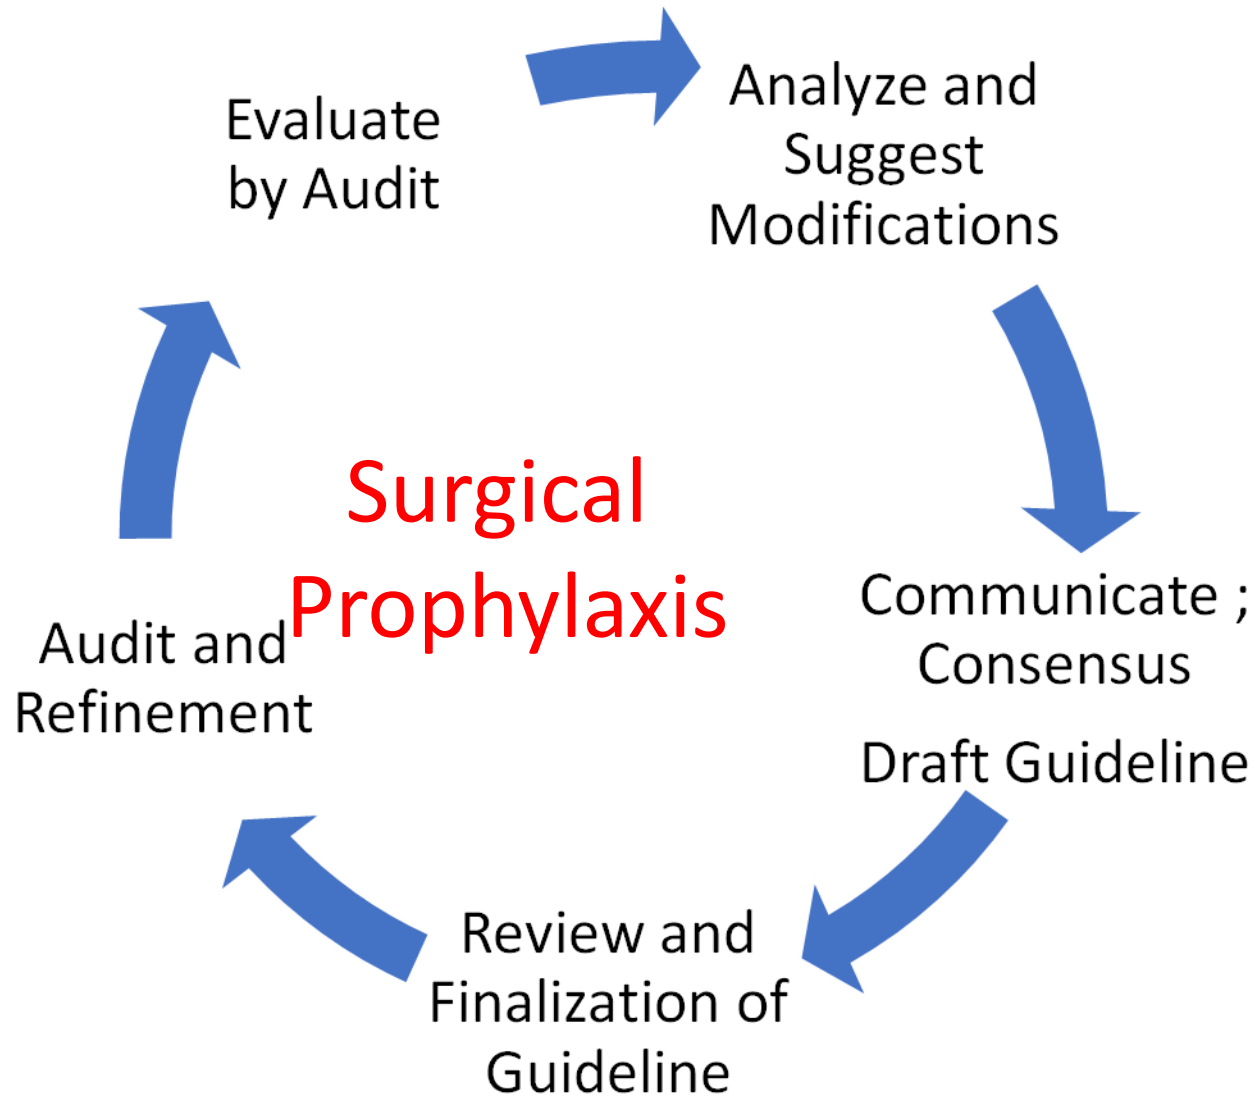 Evaluate
by Audit
Analyze and
Suggest
Modifications
Communicate ;
Consensus
Draft Guideline
Review and
Finalization of
Guideline
Audit and
Refinement
Surgical
Prophylaxis